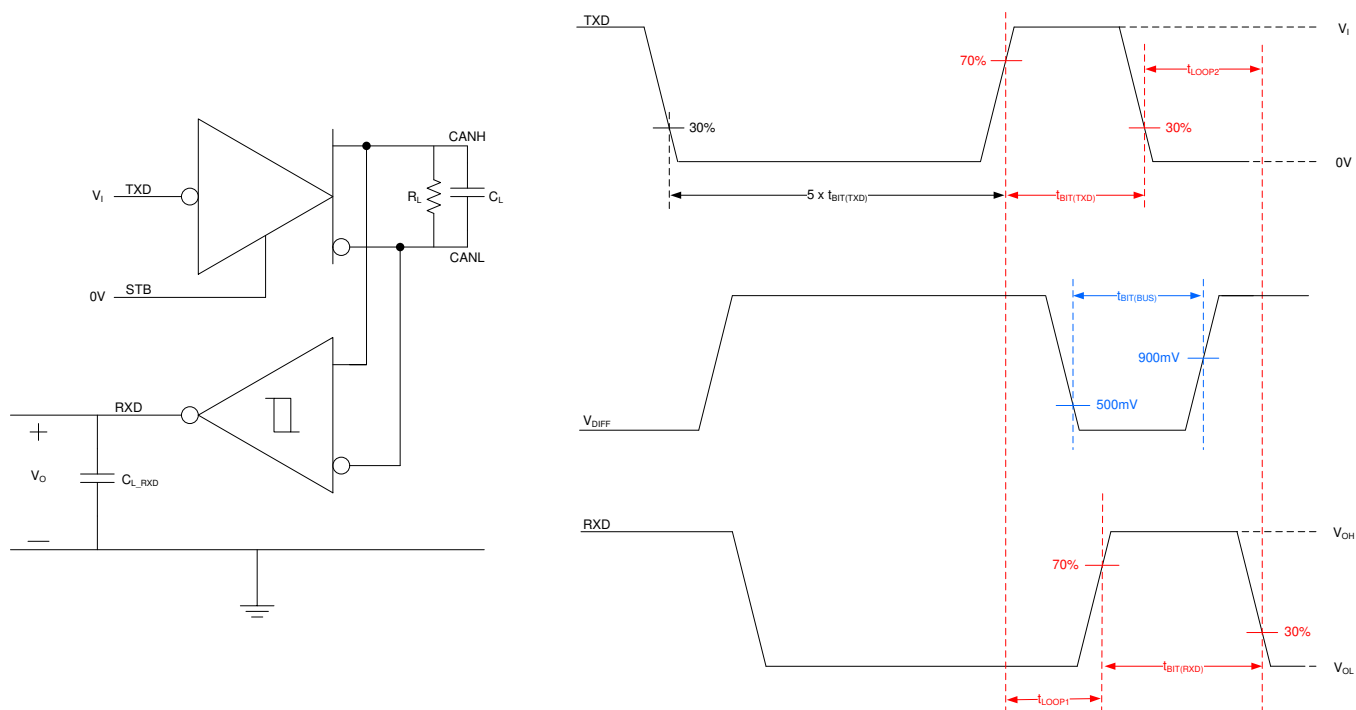 CANH
V_I TXD
R_L C_L
CANL
0V STB
RXD
+
V_O
C_L_RXD
—
TXD
V_I
70%
t_LOOP2
30%
30%
0V
5 x t_BIT(TXD)
t_BIT(TXD)
t_BIT(BUS)
900mV
500mV
V_DIFF
RXD
V_OH
70%
30%
t_BIT(RXD)
V_OL
t_LOOP1